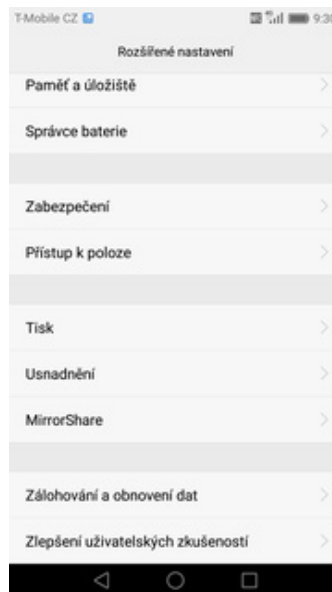 T-Mobile CZ 9:30
Rozšířené nastavení
Paměť a úložiště
Správce baterie
Zabezpečení
Přístup k poloze
Tisk
Usnadnění
MirrorShare
Zálohování a obnovení dat
Zlepšení uživatelských zkušeností